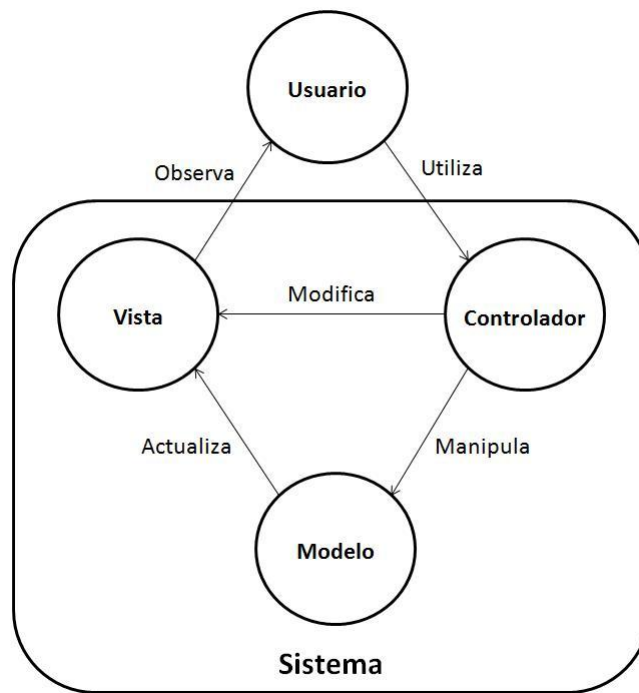 Usuario
Observa
Utiliza
Modifica
Vista
Controlador
Actualiza
Manipula
Modelo
Sistema